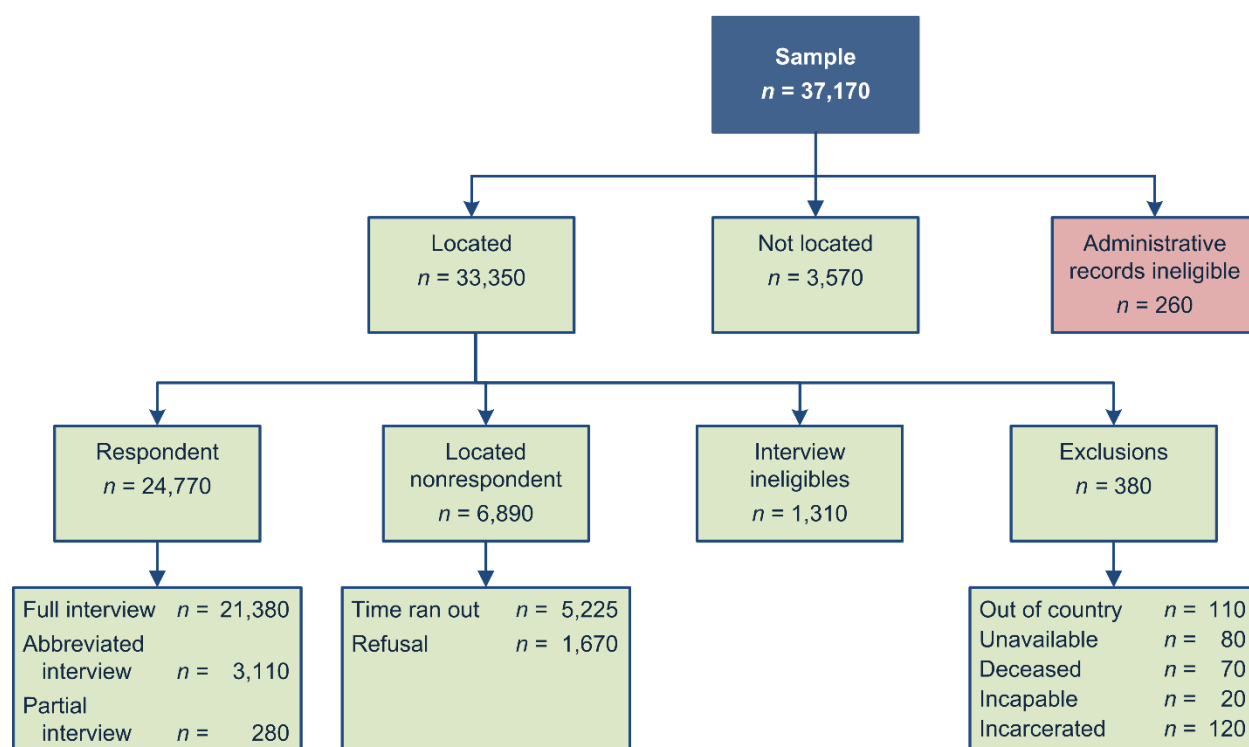 Sample
n = 37,170
Located
n = 33,350
Not located
n = 3,570
Administrative
records ineligible
n = 260
Respondent
n = 24,770
Located
nonrespondent
n = 6,890
Interview
ineligibles
n = 1,310
Exclusions
n = 380
Full interview n = 21,380
Abbreviated
interview n = 3,110
Partial
interview n = 280
Time ran out n = 5,225
Refusal n = 1,670
Out of country n = 110
Unavailable n = 80
Deceased n = 70
Incapable n = 20
Incarcerated n = 120